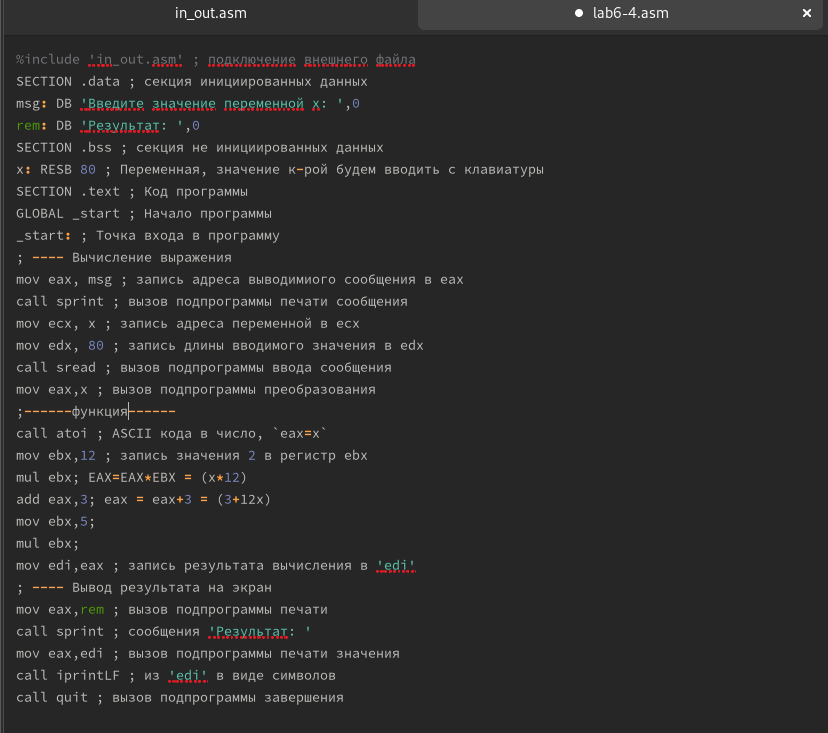 in_out.asm
● lab6-4.asm ×
%include 'in_out.asm' ; подключение внешнего файла
SECTION .data ; секция инициированных данных
msg: DB 'Введите значение переменной x: ',0
rem: DB 'Результат: ',0
SECTION .bss ; секция не инициированных данных
x: RESB 80 ; Переменная, значение к-рой будем вводить с клавиатуры
SECTION .text ; Код программы
GLOBAL _start ; Начало программы
_start: ; Точка входа в программу
; ---- Вычисление выражения
mov eax, msg ; запись адреса выводимиого сообщения в eax
call sprint ; вызов подпрограммы печати сообщения
mov ecx, x ; запись адреса переменной в ecx
mov edx, 80 ; запись длины вводимого значения в edx
call sread ; вызов подпрограммы ввода сообщения
mov eax,x ; вызов подпрограммы преобразования
;------функция------
call atoi ; ASCII кода в число, `eax=x`
mov ebx,12 ; запись значения 2 в регистр ebx
mul ebx; EAX=EAX*EBX = (x*12)
add eax,3; eax = eax+3 = (3+12x)
mov ebx,5;
mul ebx;
mov edi,eax ; запись результата вычисления в 'edi'
; ---- Вывод результата на экран
mov eax,rem ; вызов подпрограммы печати
call sprint ; сообщения 'Результат: '
mov eax,edi ; вызов подпрограммы печати значения
call iprintLF ; из 'edi' в виде символов
call quit ; вызов подпрограммы завершения